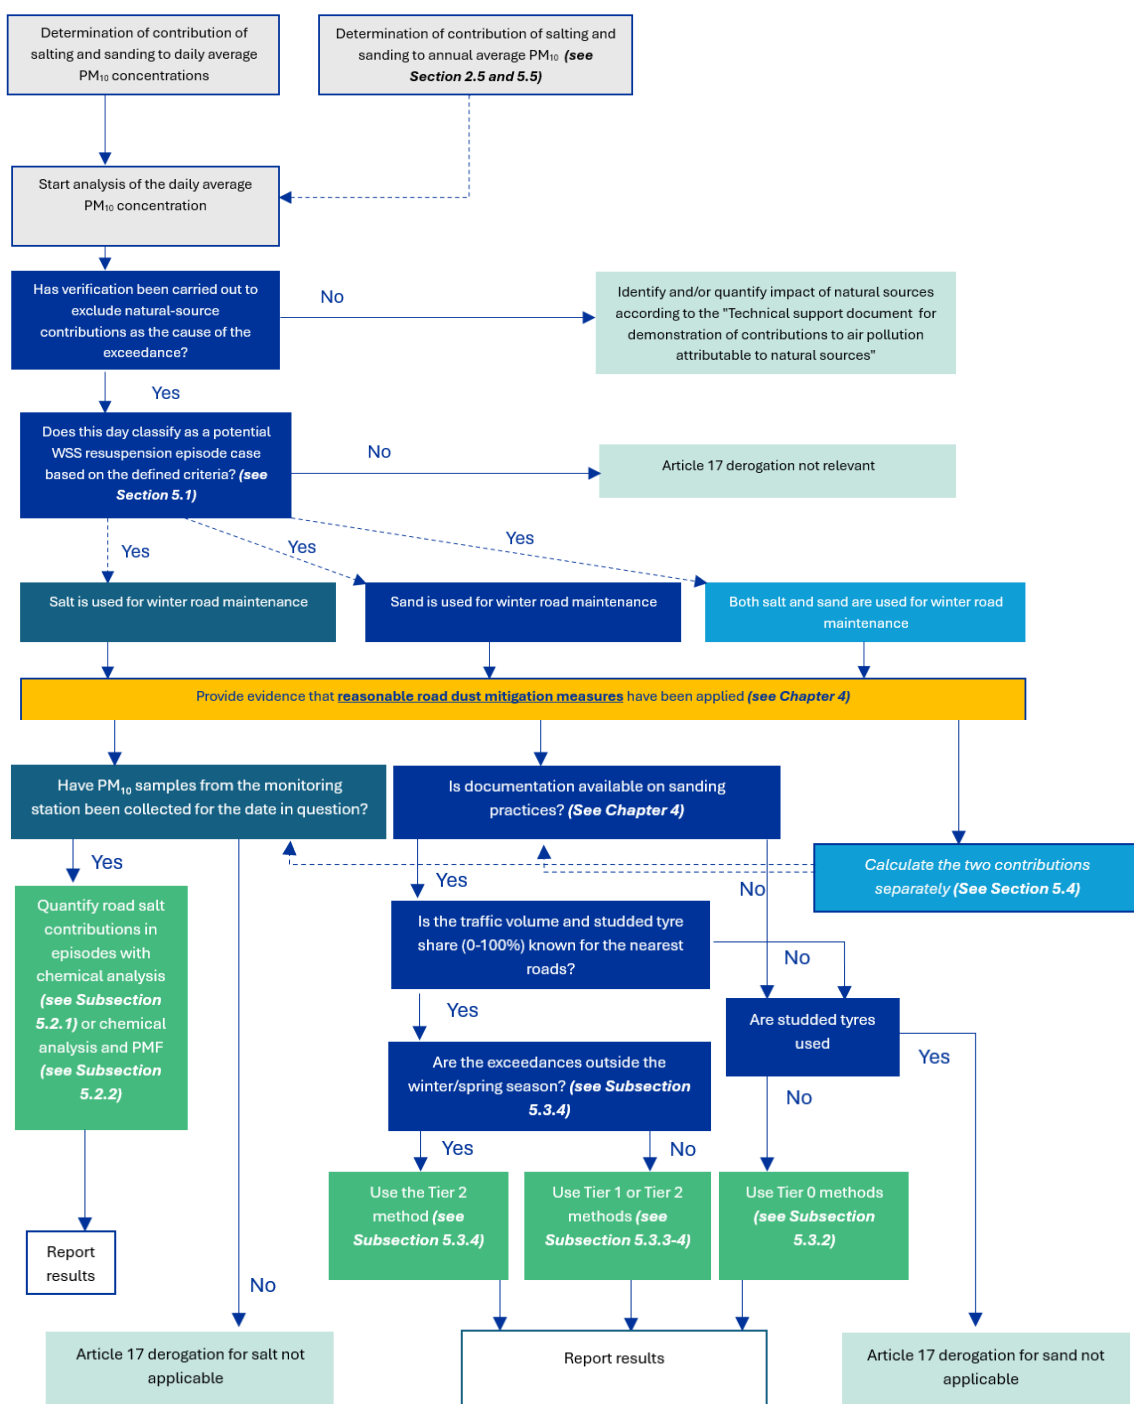 Determination of contribution of
salting and sanding to daily average
PM₁₀ concentrations
Determination of contribution of salting and
sanding to annual average PM₁₀ (see
Section 2.5 and 5.5)
Start analysis of the daily average
PM₁₀ concentration
Has verification been carried out to
exclude natural-source
contributions as the cause of the
exceedance?
No
Identify and/or quantify impact of natural sources
according to the "Technical support document for
demonstration of contributions to air pollution
attributable to natural sources"
Yes
Does this day classify as a potential
WSS resuspension episode case
based on the defined criteria? (see
Section 5.1)
No
Article 17 derogation not relevant
Yes
Yes
Yes
Salt is used for winter road maintenance
Sand is used for winter road maintenance
Both salt and sand are used for winter road
maintenance
Provide evidence that reasonable road dust mitigation measures have been applied (see Chapter 4)
Have PM₁₀ samples from the monitoring
station been collected for the date in question?
Is documentation available on sanding
practices? (See Chapter 4)
Calculate the two contributions
separately (See Section 5.4)
Yes
Yes
No
Quantify road salt
contributions in
episodes with
chemical analysis
(see Subsection
5.2.1) or chemical
analysis and PMF
(see Subsection
5.2.2)
Is the traffic volume and studded tyre
share (0-100%) known for the nearest
roads?
No
Yes
Are studded tyres
used
Yes
Are the exceedances outside the
winter/spring season? (see Subsection
5.3.4)
No
Yes
No
Use the Tier 2
method (see
Subsection 5.3.4)
Use Tier 1 or Tier 2
methods (see
Subsection 5.3.3-4)
Use Tier 0 methods
(see Subsection
5.3.2)
Report
results
No
Article 17 derogation for salt not
applicable
Report results
Article 17 derogation for sand not
applicable